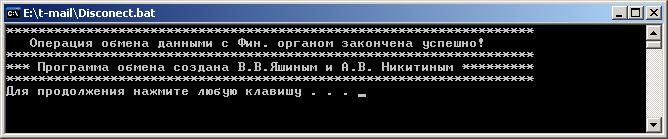 E:\t-mail\Disconect.bat
******************************************************************
Операция обмена данными с Фин. органом закончена успешно!
******************************************************************
*** Программа обмена создана В.В.Яшиным и А.В. Никитиным *********
******************************************************************
Для продолжения нажмите любую клавишу . . . _